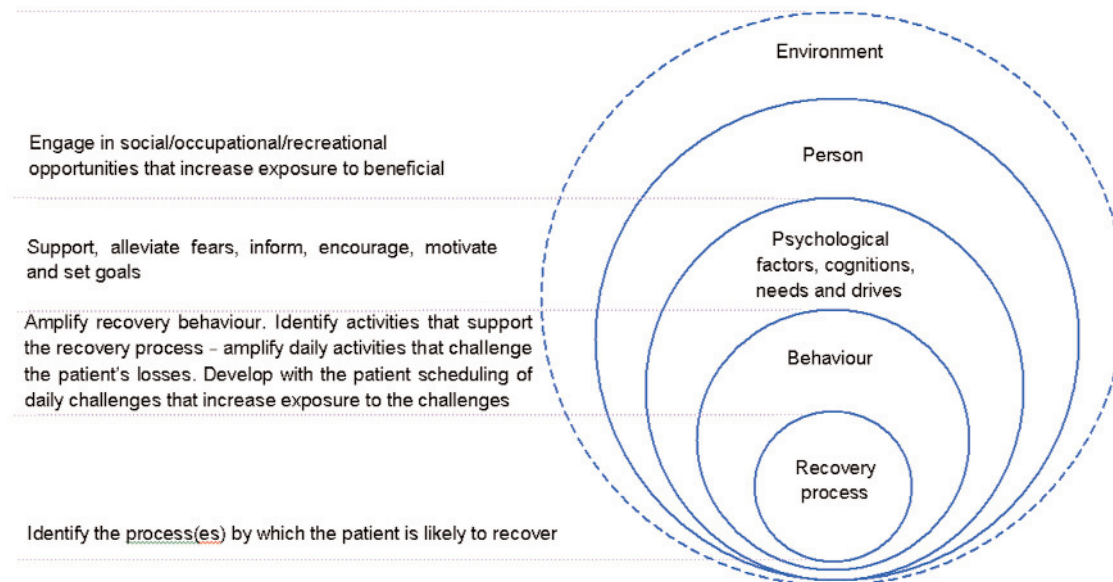 Environment
Engage in social/occupational/recreational
opportunities that increase exposure to beneficial
Person
Support, alleviate fears, inform, encourage, motivate
and set goals
Psychological
factors, cognitions,
needs and drives
Amplify recovery behaviour. Identify activities that support
the recovery process – amplify daily activities that challenge
the patient's losses. Develop with the patient scheduling of
daily challenges that increase exposure to the challenges
Behaviour
Recovery
process
Identify the process(es) by which the patient is likely to recover